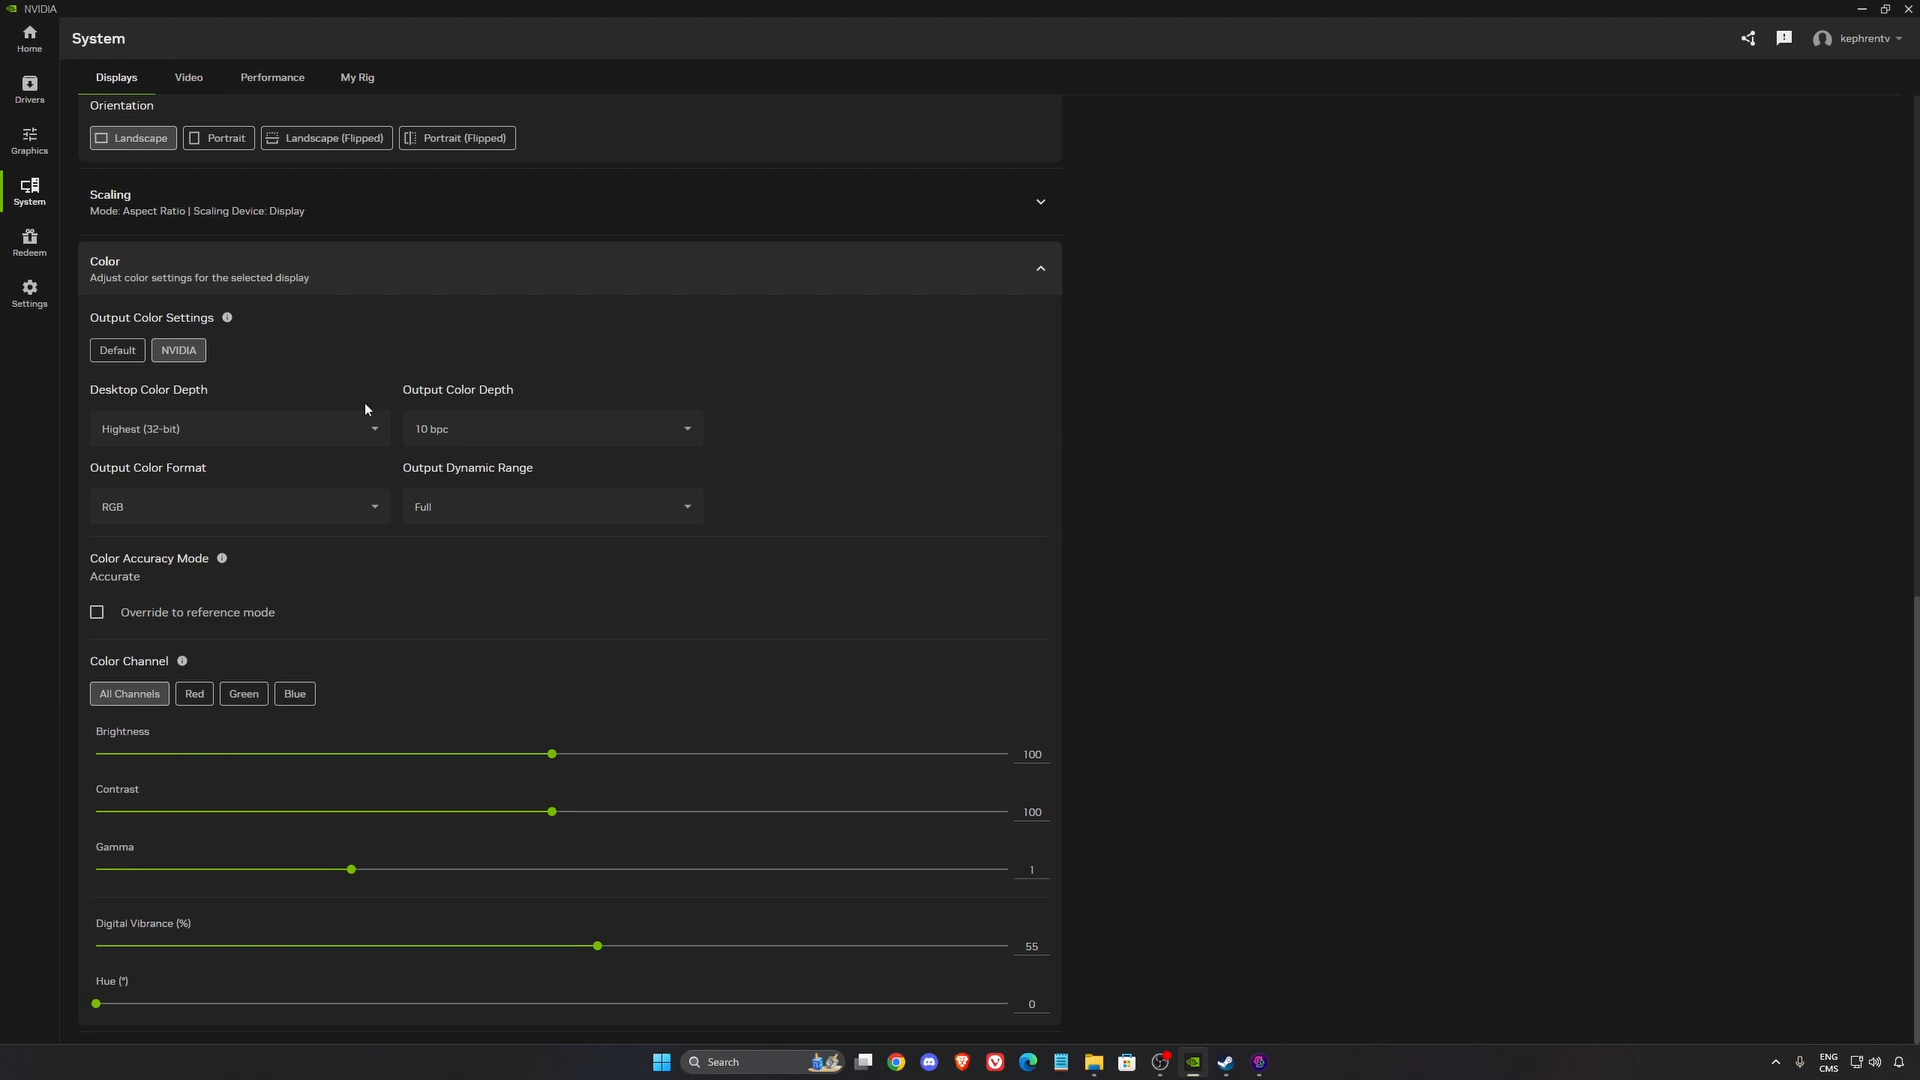 NVIDIA
System
kephrentv
Home
Drivers
Graphics
System
Redeem
Settings
Displays Video Performance My Rig
Orientation
Landscape Portrait Landscape (Flipped) Portrait (Flipped)
Scaling
Mode: Aspect Ratio | Scaling Device: Display
Color
Adjust color settings for the selected display
Output Color Settings
Default NVIDIA
Desktop Color Depth Output Color Depth
Highest (32-bit) 10 bpc
Output Color Format Output Dynamic Range
RGB Full
Color Accuracy Mode
Accurate
Override to reference mode
Color Channel
All Channels Red Green Blue
Brightness
100
Contrast
100
Gamma
1
Digital Vibrance (%)
55
Hue (°)
0
Search
ENG
CMS